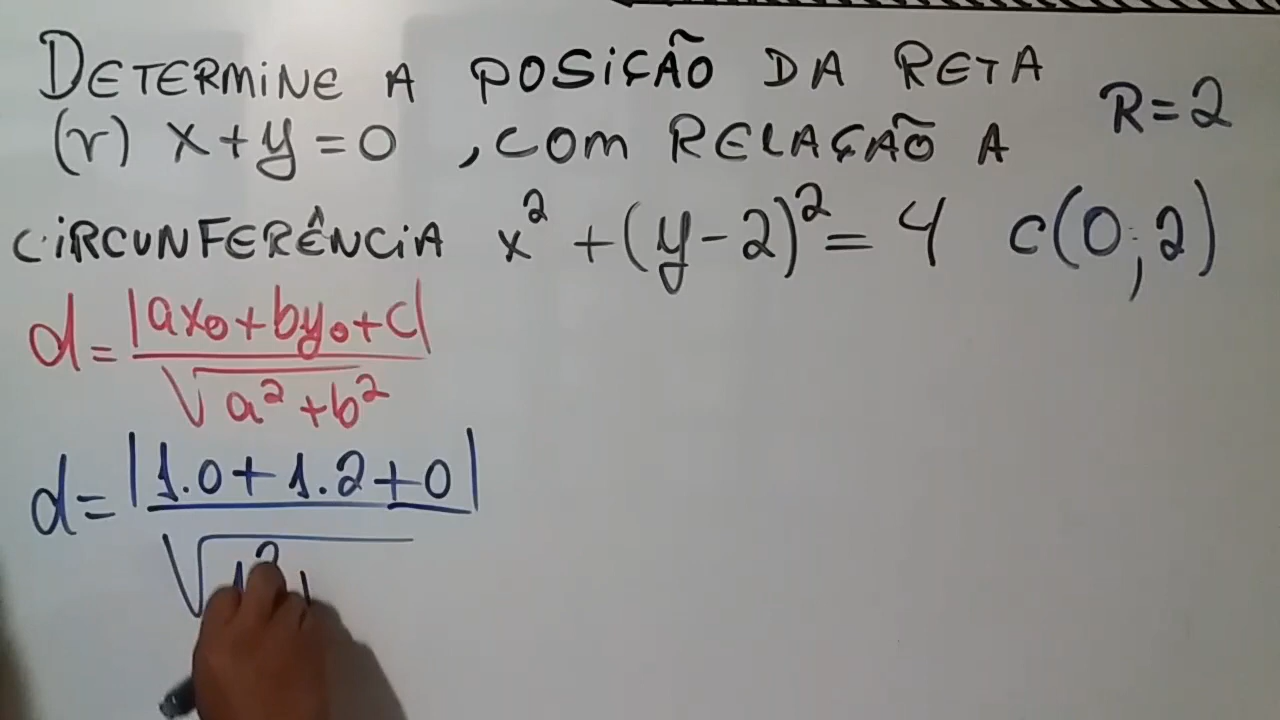 DETERMINE A POSIÇÃO DA RETA
(r) x+y=0 , COM RELAÇÃO A R=2
CIRCUNFERÊNCIA x²+(y-2)²=4 C(0;2)
d=|ax₀+by₀+c|
√a²+b²
d=|1.0+1.2+0|
√1²